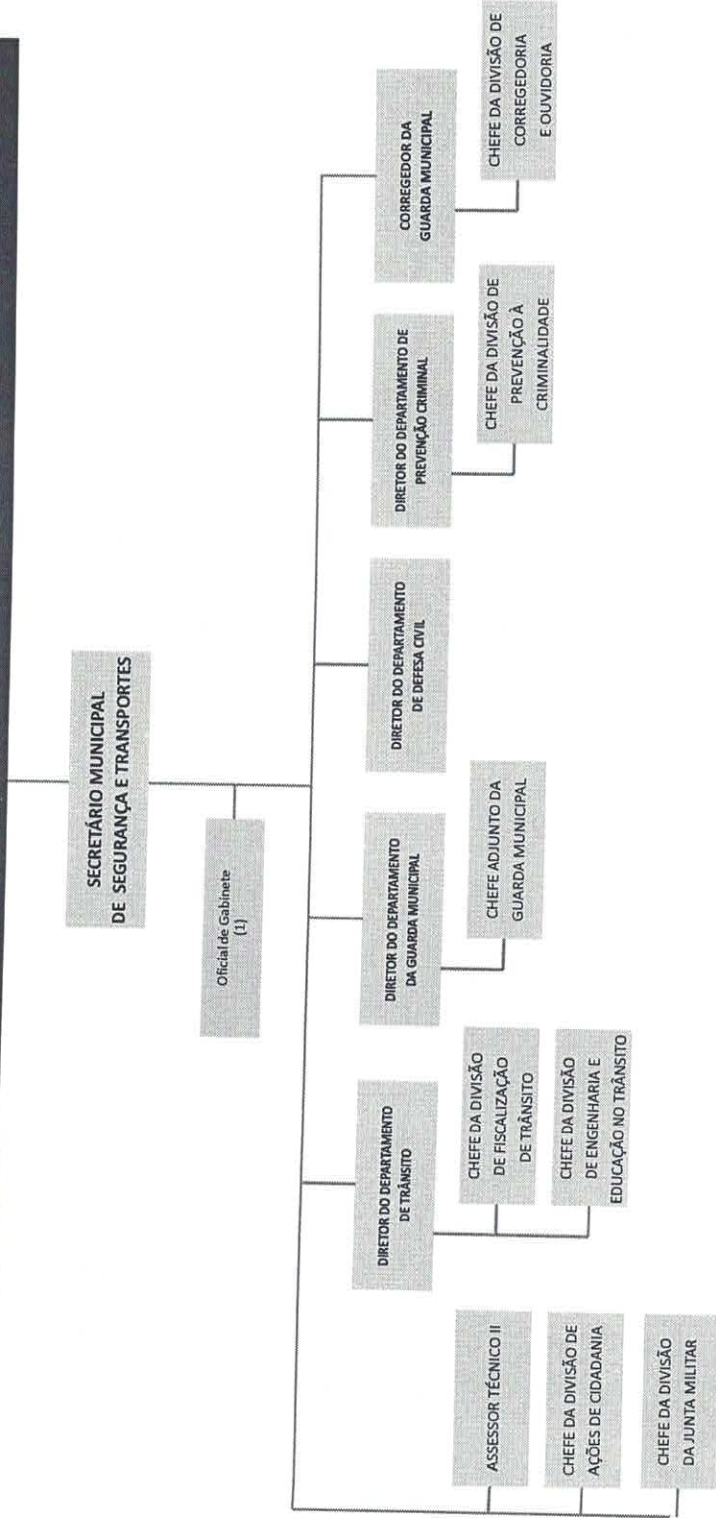 SECRETÁRIO MUNICIPAL
DE SEGURANÇA E TRANSPORTES
Oficial de Gabinete
(1)
ASSESSOR TÉCNICO II
CHEFE DA DIVISÃO DE
AÇÕES DE CIDADANIA
CHEFE DA DIVISÃO
DA JUNTA MILITAR
DIRETOR DO DEPARTAMENTO
DE TRÂNSITO
CHEFE DA DIVISÃO
DE FISCALIZAÇÃO
DE TRÂNSITO
CHEFE DA DIVISÃO
DE ENGENHARIA E
EDUCAÇÃO NO TRÂNSITO
DIRETOR DO DEPARTAMENTO
DA GUARDA MUNICIPAL
CHEFE ADJUNTO DA
GUARDA MUNICIPAL
DIRETOR DO DEPARTAMENTO
DE DEFESA CIVIL
DIRETOR DO DEPARTAMENTO DE
PREVENÇÃO CRIMINAL
CHEFE DA DIVISÃO DE
PREVENÇÃO À
CRIMINALIDADE
CORREGEDOR DA
GUARDA MUNICIPAL
CHEFE DA DIVISÃO DE
CORREGEDORIA
E OUVIDORIA